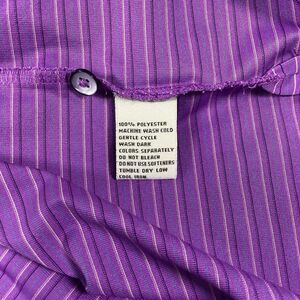 100% POLYESTER
MACHINE WASH COLD
GENTLE CYCLE
WASH DARK
COLORS SEPARATELY
DO NOT BLEACH
DO NOT USE SOFTENERS
TUMBLE DRY LOW
COOL IRON